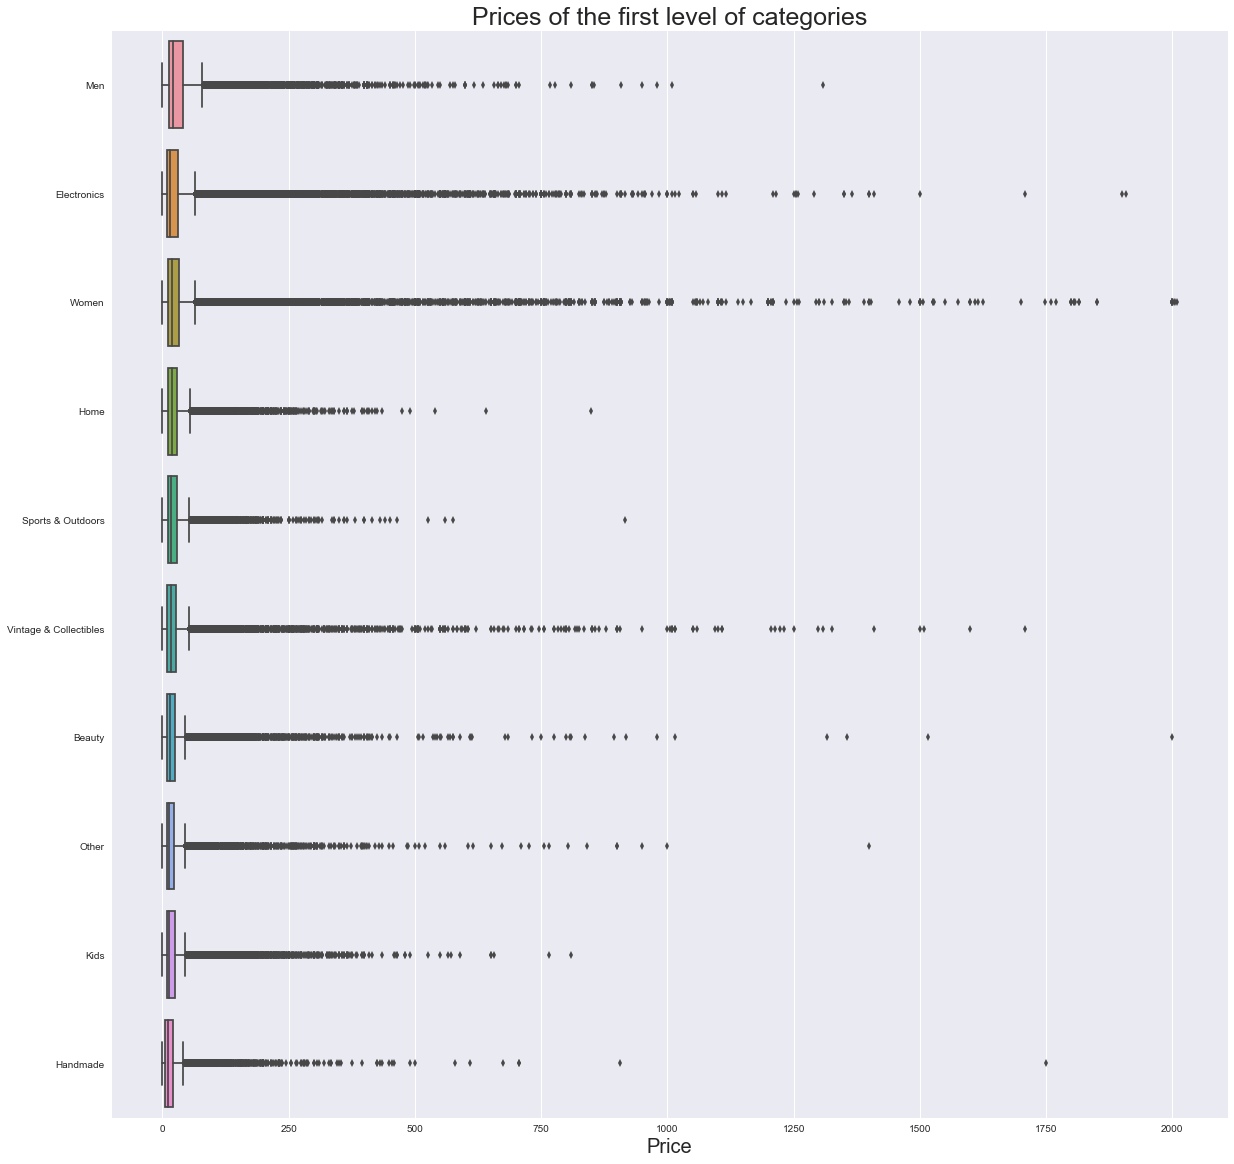 Prices of the first level of categories
Men
Electronics
Women
Home
Sports & Outdoors
Vintage & Collectibles
Beauty
Other
Kids
Handmade
0 250 500 750 1000 1250 1500 1750 2000
Price